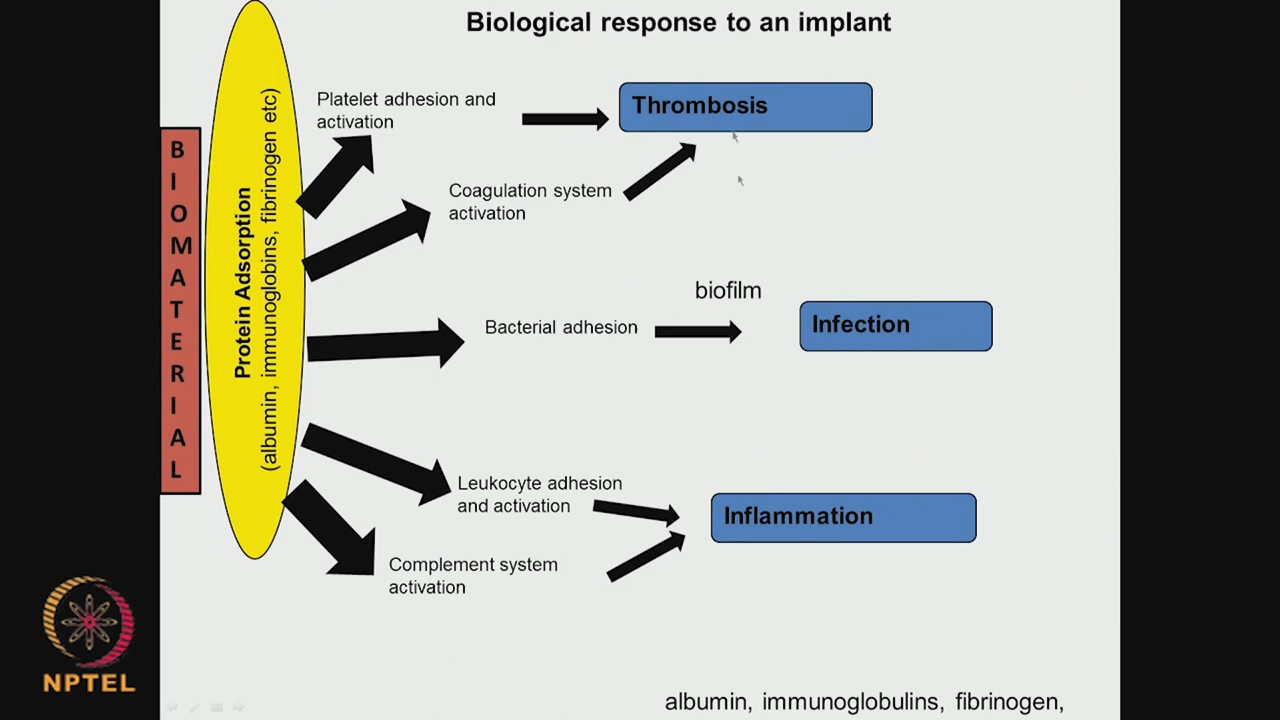 Biological response to an implant
BIOMATERIAL
Protein Adsorption
(albumin, immunoglobins, fibrinogen etc)
Platelet adhesion and
activation
Thrombosis
Coagulation system
activation
biofilm
Bacterial adhesion
Infection
Leukocyte adhesion
and activation
Inflammation
Complement system
activation
NPTEL
albumin, immunoglobulins, fibrinogen,